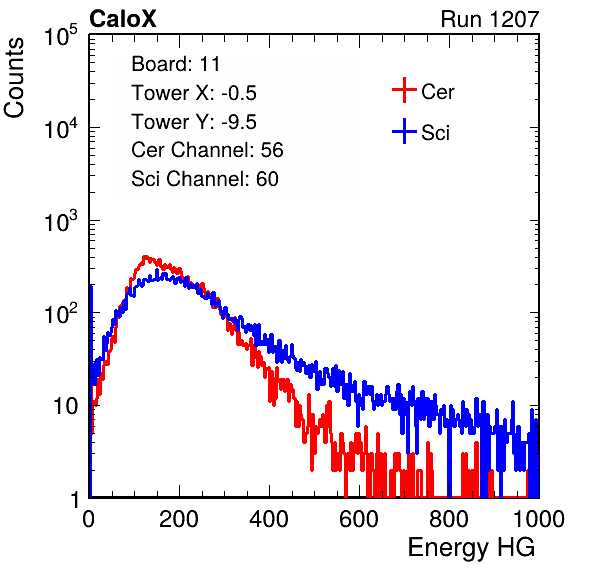 CaloX Run 1207
Counts
Board: 11
Tower X: -0.5
Tower Y: -9.5
Cer Channel: 56
Sci Channel: 60
Cer
Sci
10^5
10^4
10^3
10^2
10
1
0 200 400 600 800 1000
Energy HG